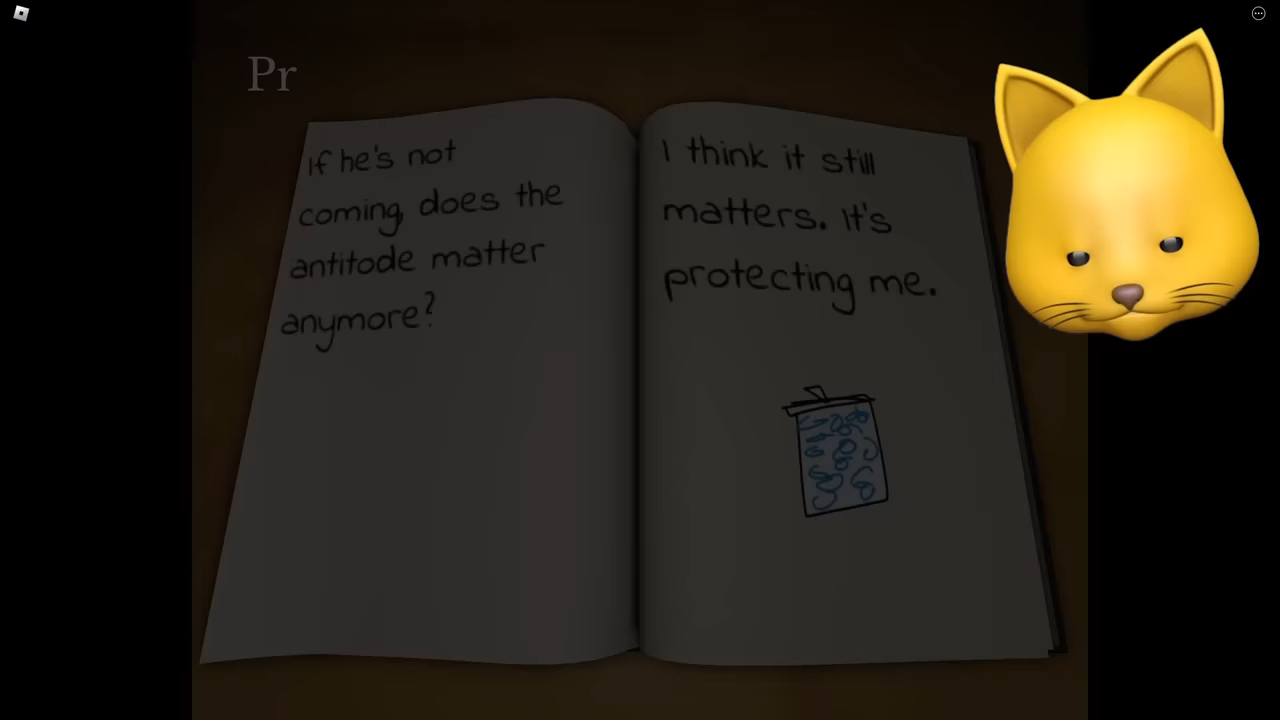 Pr
If he's not
coming, does the
antitode matter
anymore?
I think it still
matters. It's
protecting me.